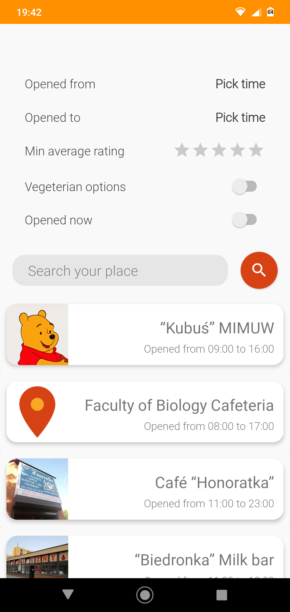 19:42
Opened from Pick time
Opened to Pick time
Min average rating
Vegeterian options
Opened now
Search your place
“Kubuś” MIMUW
Opened from 09:00 to 16:00
Faculty of Biology Cafeteria
Opened from 08:00 to 17:00
Café “Honoratka”
Opened from 11:00 to 23:00
“Biedronka” Milk bar